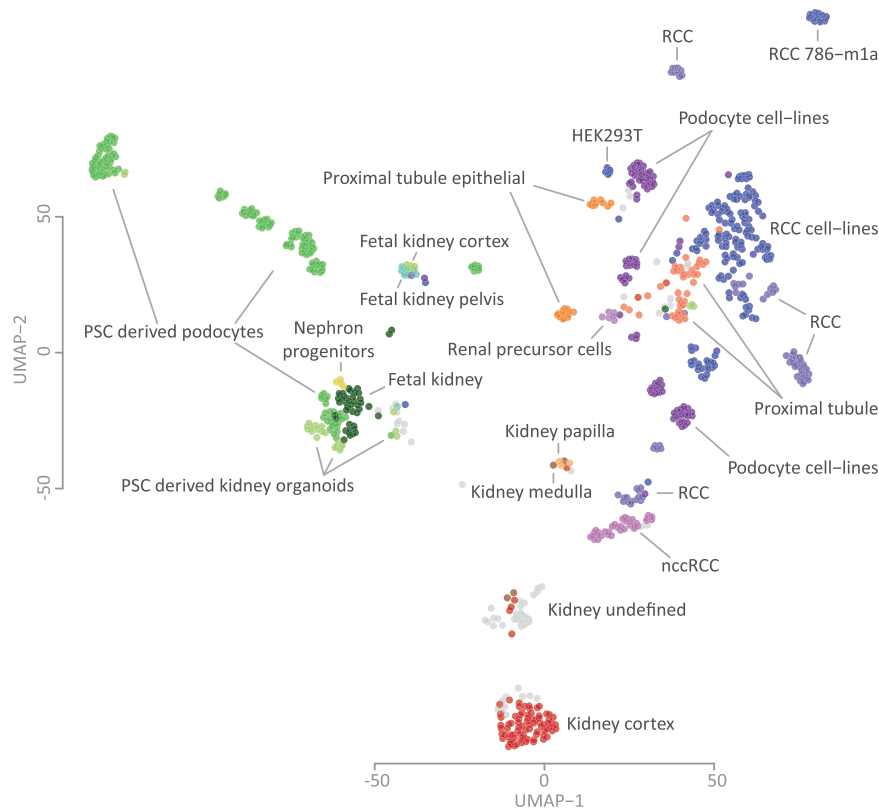 RCC
RCC 786−m1a
Podocyte cell−lines
HEK293T
Proximal tubule epithelial
50
RCC cell−lines
Fetal kidney cortex
Fetal kidney pelvis
PSC derived podocytes
Nephron
progenitors
RCC
UMAP−2
0
Renal precursor cells
Fetal kidney
Proximal tubule
Kidney papilla
Podocyte cell−lines
PSC derived kidney organoids
-50
Kidney medulla
RCC
nccRCC
Kidney undefined
Kidney cortex
-50
0
50
UMAP−1